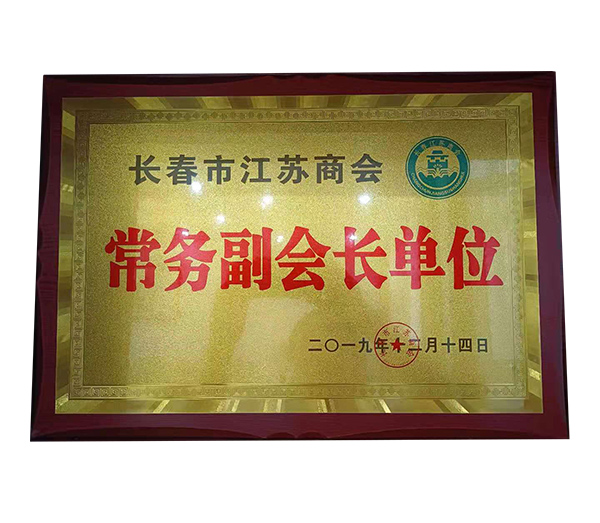 长春市江苏商会
常务副会长单位
二〇一九年十二月十四日